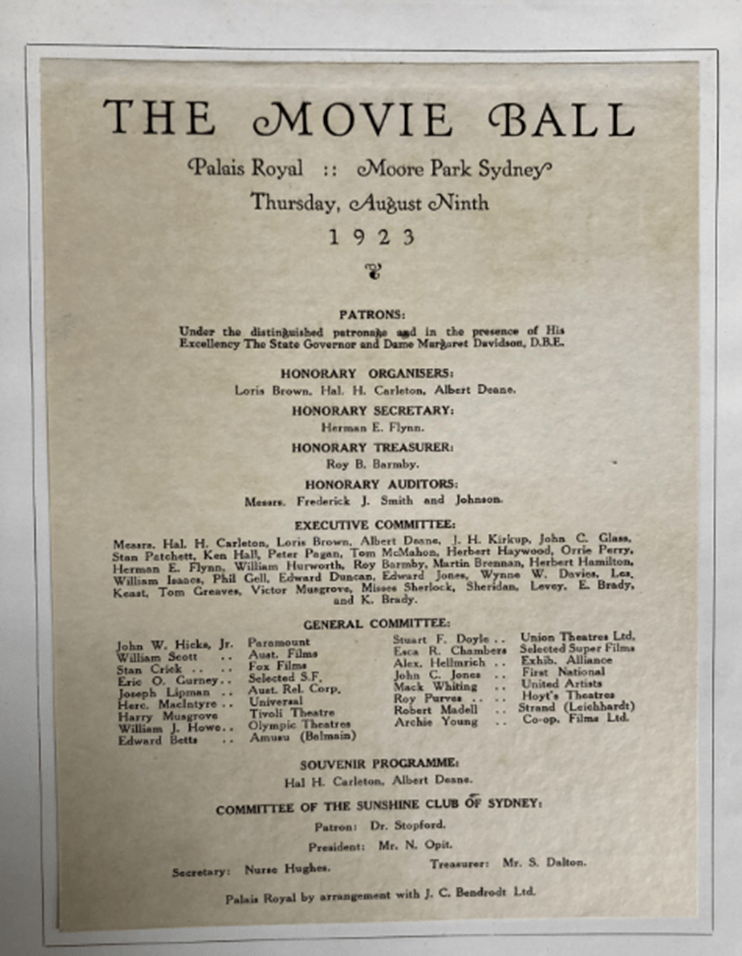 THE MOVIE BALL
Palais Royal :: Moore Park Sydney
Thursday, August Ninth
1923
PATRONS:
Under the distinguished patronage and in the presence of His
Excellency The State Governor and Dame Margaret Davidson, D.B.E.
HONORARY ORGANISERS:
Loris Brown, Hal. H. Carleton, Albert Deane.
HONORARY SECRETARY:
Herman E. Flynn.
HONORARY TREASURER:
Roy B. Barmby.
HONORARY AUDITORS:
Messrs. Frederick J. Smith and Johnson.
EXECUTIVE COMMITTEE:
Messrs. Hal. H. Carleton, Loris Brown, Albert Deane, J. H. Kirkup, John C. Glass,
Stan Patchett, Ken Hall, Peter Pagan, Tom McMahon, Herbert Haywood, Orrie Perry,
Herman E. Flynn, William Hurworth, Roy Barmby, Martin Brennan, Herbert Hamilton,
William Isaacs, Phil Gell, Edward Duncan, Edward Jones, Wynne W. Davies, Les.
Keast, Tom Greaves, Victor Musgrove, Misses Sherlock, Sheridan, Levey, E. Brady,
and K. Brady.
GENERAL COMMITTEE:
John W. Hicks, Jr. Paramount
William Scott .. Aust. Films
Stan Crick .. .. Fox Films
Eric O. Gurney .. Selected S.F.
Joseph Lipman .. Aust. Rel. Corp.
Herc. MacIntyre .. Universal
Harry Musgrove Tivoli Theatre
William J. Howe .. Olympic Theatres
Edward Betts .. Amusu (Balmain)
Stuart F. Doyle .. Union Theatres Ltd.
Esca R. Chambers Selected Super Films
Alex. Hellmrich .. Exhib. Alliance
John C. Jones .. First National
Mack Whiting .. United Artists
Roy Purves .. .. Hoyt's Theatres
Robert Madell .. Strand (Leichhardt)
Archie Young .. Co-op. Films Ltd.
SOUVENIR PROGRAMME:
Hal H. Carleton, Albert Deane.
COMMITTEE OF THE SUNSHINE CLUB OF SYDNEY:
Patron: Dr. Stopford.
President: Mr. N. Opit.
Secretary: Nurse Hughes. Treasurer: Mr. S. Dalton.
Palais Royal by arrangement with J. C. Bendrodt Ltd.